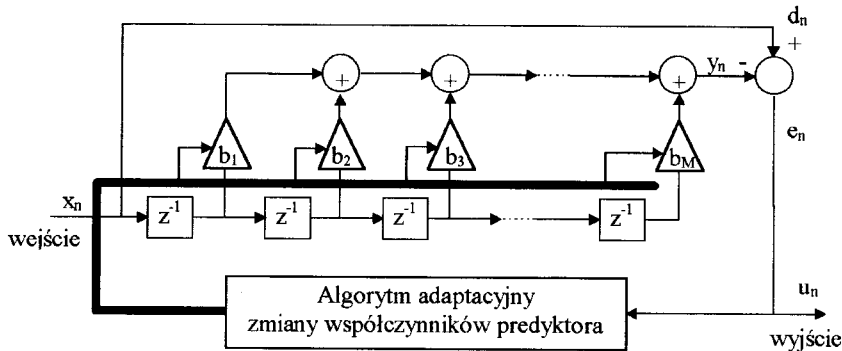 dₙ
+
yₙ -
+ + +
eₙ
b₁ b₂ b₃ b_M
xₙ
z⁻¹ z⁻¹ z⁻¹ z⁻¹
wejście
Algorytm adaptacyjny
zmiany współczynników predyktora
uₙ
wyjście